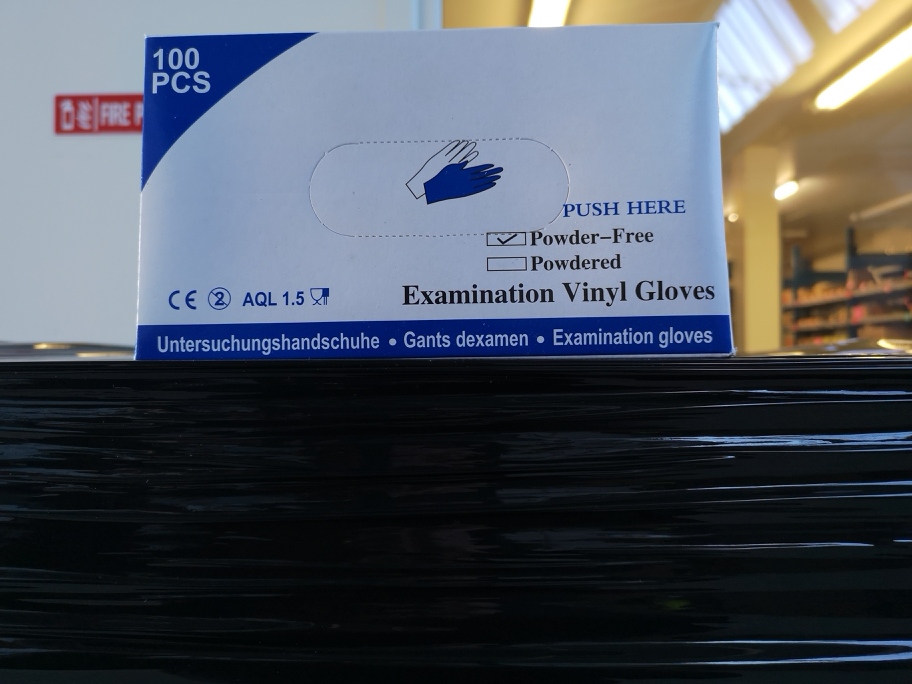 100
PCS
FIRE
PUSH HERE
Powder-Free
Powdered
CE 2 AQL 1.5
Examination Vinyl Gloves
Untersuchungshandschuhe • Gants dexamen • Examination gloves